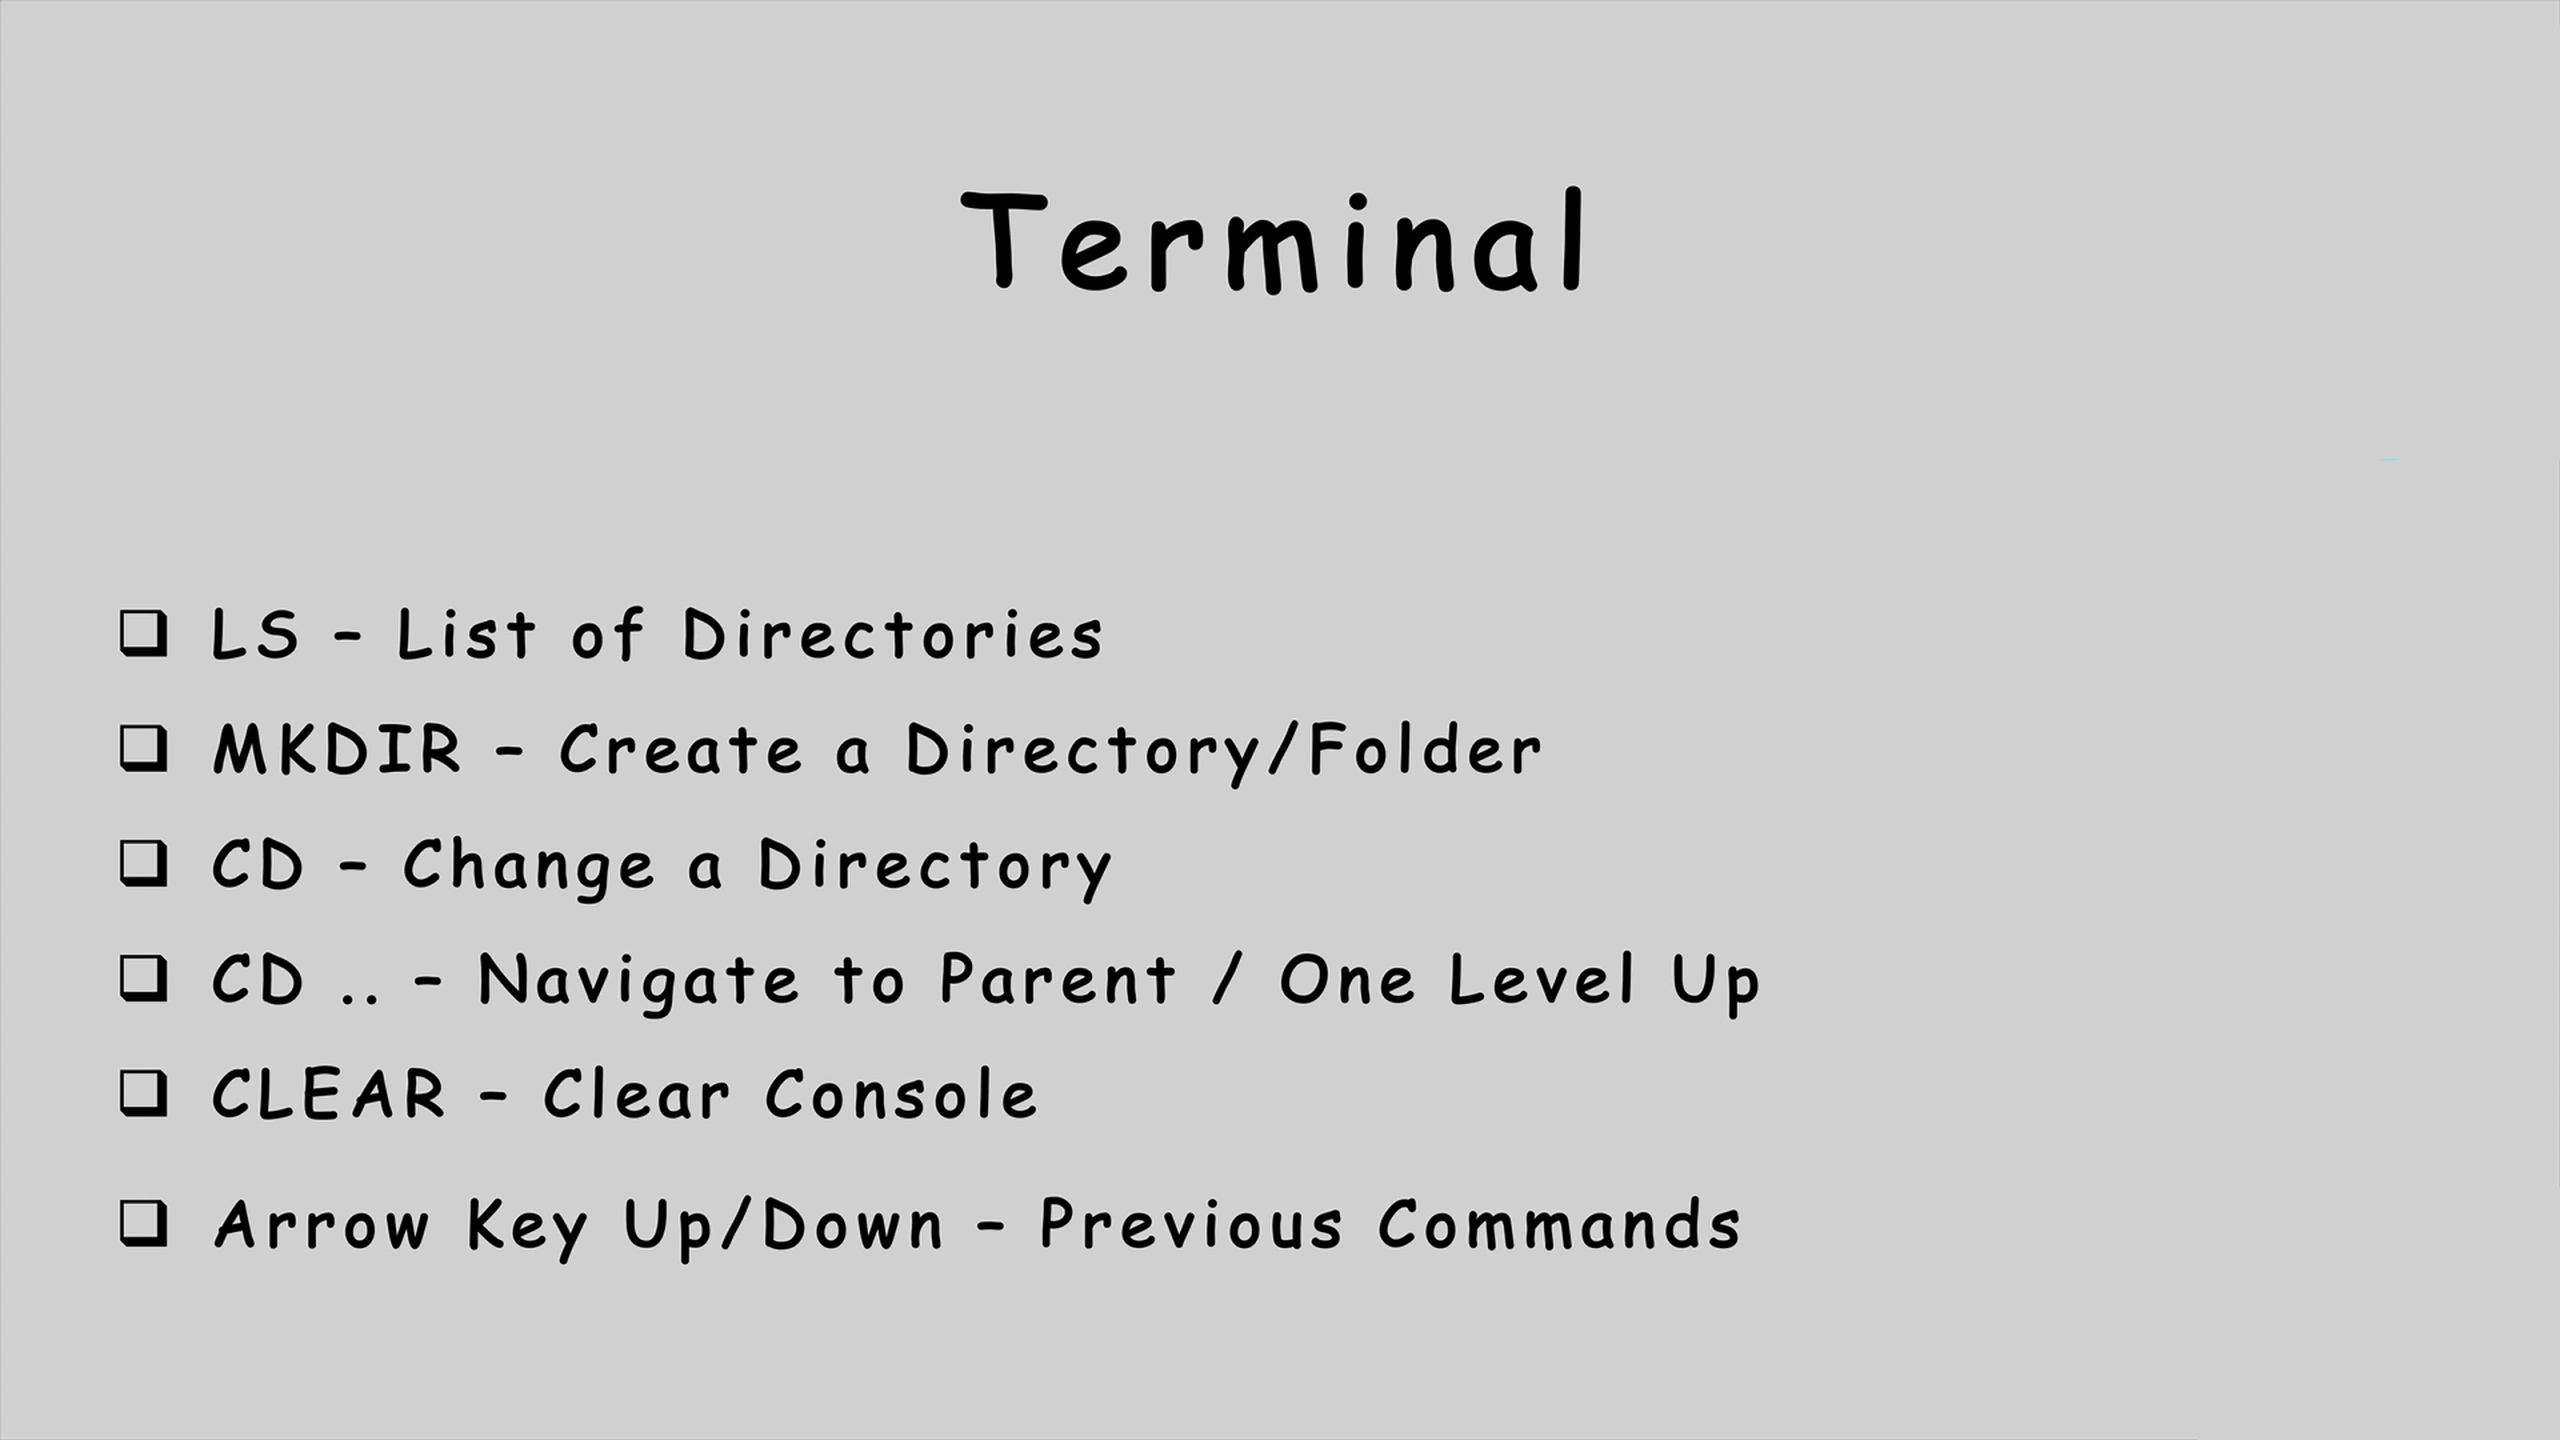 Terminal
❑ LS – List of Directories
❑ MKDIR – Create a Directory/Folder
❑ CD – Change a Directory
❑ CD .. – Navigate to Parent / One Level Up
❑ CLEAR – Clear Console
❑ Arrow Key Up/Down – Previous Commands